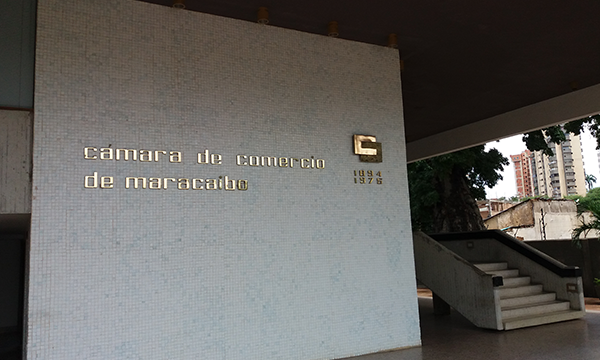 cámara de comercio
de maracaibo
1894
1979